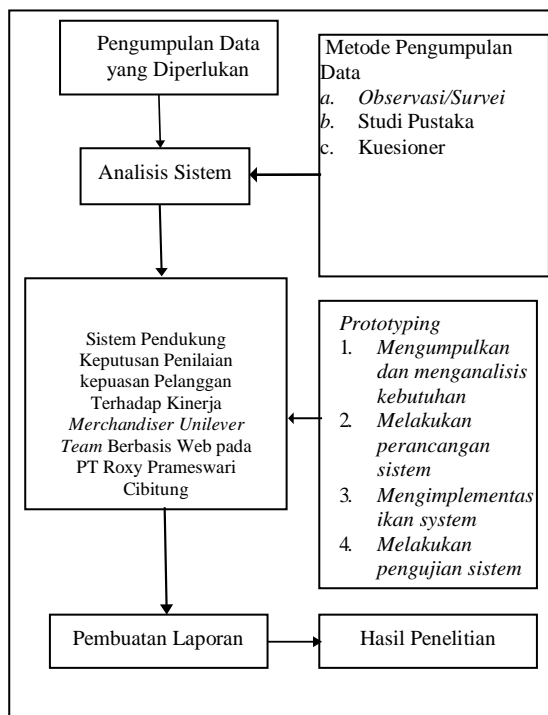 Pengumpulan Data
yang Diperlukan
Metode Pengumpulan
Data
a. Observasi/Survei
b. Studi Pustaka
c. Kuesioner
Analisis Sistem
Sistem Pendukung
Keputusan Penilaian
kepuasan Pelanggan
Terhadap Kinerja
Merchandiser Unilever
Team Berbasis Web pada
PT Roxy Prameswari
Cibitung
Prototyping
1. Mengumpulkan
dan menganalisis
kebutuhan
2. Melakukan
perancangan
sistem
3. Mengimplementas
ikan system
4. Melakukan
pengujian sistem
Pembuatan Laporan
Hasil Penelitian